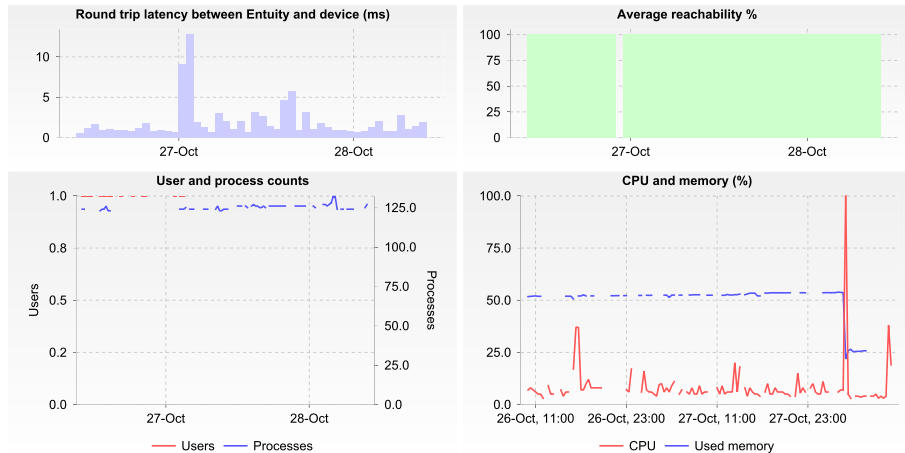 Round trip latency between Entuity and device (ms)
10
5
0
27-Oct 28-Oct
Average reachability %
100
75
50
25
0
27-Oct 28-Oct
User and process counts
1.0
0.8
0.5
0.2
0.0
Users
125.0
100.0
75.0
50.0
25.0
0.0
Processes
27-Oct 28-Oct
Users Processes
CPU and memory (%)
100.0
75.0
50.0
25.0
0.0
26-Oct, 11:00 26-Oct, 23:00 27-Oct, 11:00 27-Oct, 23:00
CPU Used memory